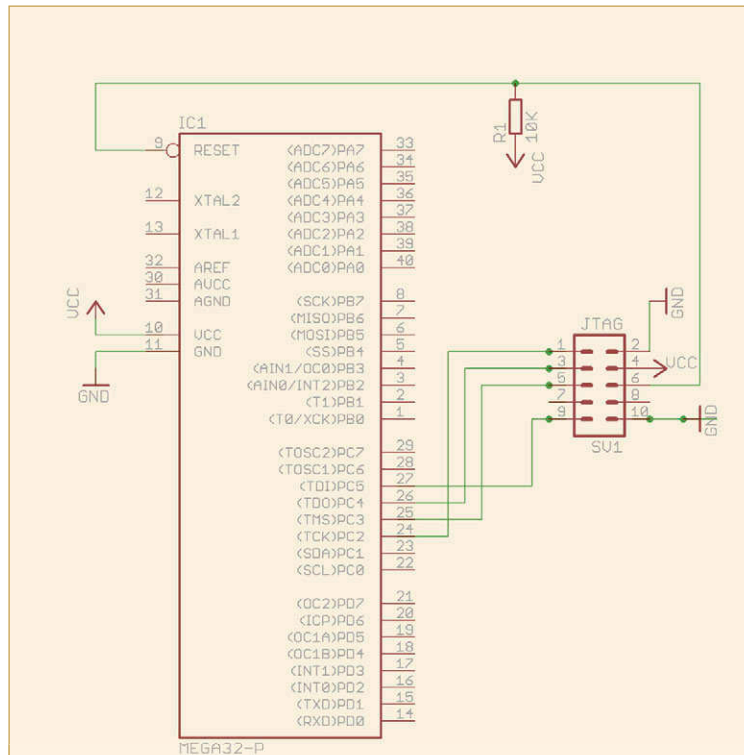 IC1
9 RESET (ADC7)PA7 33
(ADC6)PA6 34
(ADC5)PA5 35
12 XTAL2 (ADC4)PA4 36
(ADC3)PA3 37
13 XTAL1 (ADC2)PA2 38
(ADC1)PA1 39
32 AREF (ADC0)PA0 40
30 AVCC
31 AGND (SCK)PB7 8
(MISO)PB6 7
10 VCC (MOSI)PB5 6
11 GND (SS)PB4 5
(AIN1/OC0)PB3 4
(AIN0/INT2)PB2 3
(T1)PB1 2
(T0/XCK)PB0 1
(TOSC2)PC7 29
(TOSC1)PC6 28
(TDI)PC5 27
(TDO)PC4 26
(TMS)PC3 25
(TCK)PC2 24
(SDA)PC1 23
(SCL)PC0 22
(OC2)PD7 21
(ICP)PD6 20
(OC1A)PD5 19
(OC1B)PD4 18
(INT1)PD3 17
(INT0)PD2 16
(TXD)PD1 15
(RXD)PD0 14
MEGA32-P
VCC
GND
R1
10K
VCC
JTAG
1 2
3 4
5 6
7 8
9 10
SV1
GND
VCC
GND